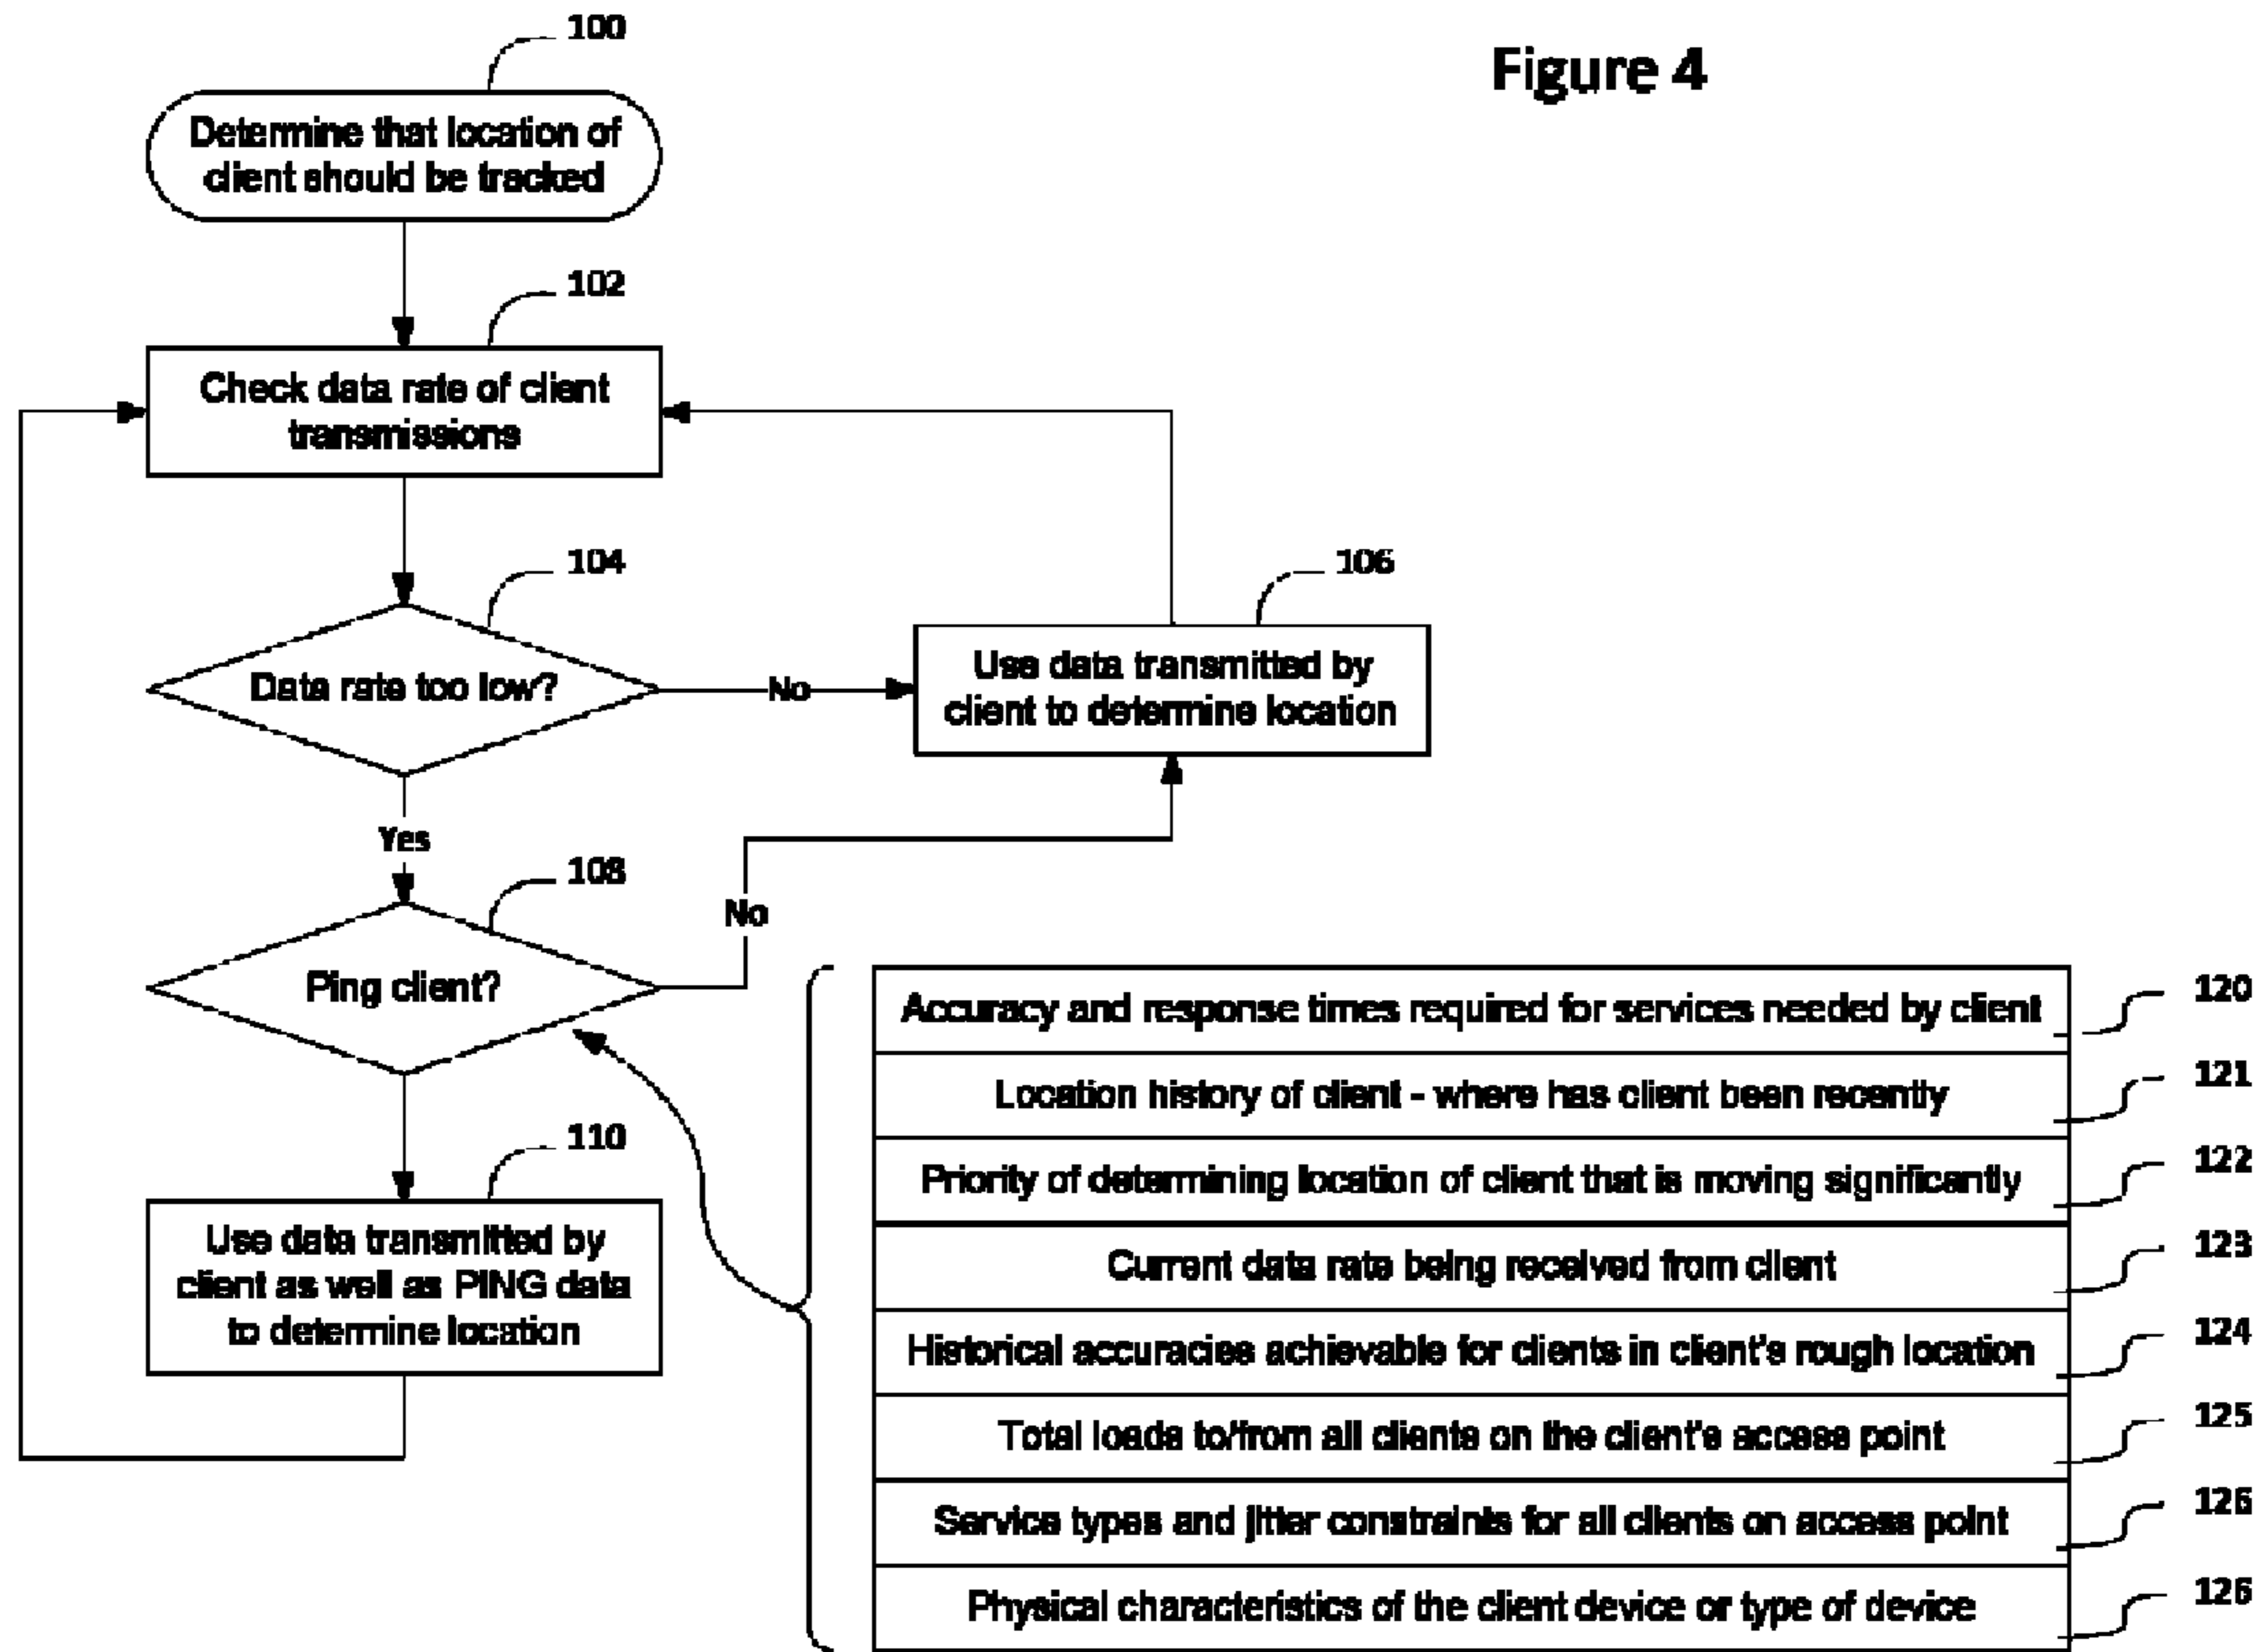 100
Figure 4
Determine that location of
client should be tracked
102
Check data rate of client
transmissions
104
Data rate too low?
No
106
Use data transmitted by
client to determine location
Yes
108
No
Ping client?
110
Use data transmitted by
client as well as PING data
to determine location
Accuracy and response times required for services needed by client
120
Location history of client - where has client been recently
121
Priority of determining location of client that is moving significantly
122
Current data rate being received from client
123
Historical accuracies achievable for clients in client's rough location
124
Total loads to/from all clients on the client's access point
125
Service types and jitter constraints for all clients on access point
126
Physical characteristics of the client device or type of device
126